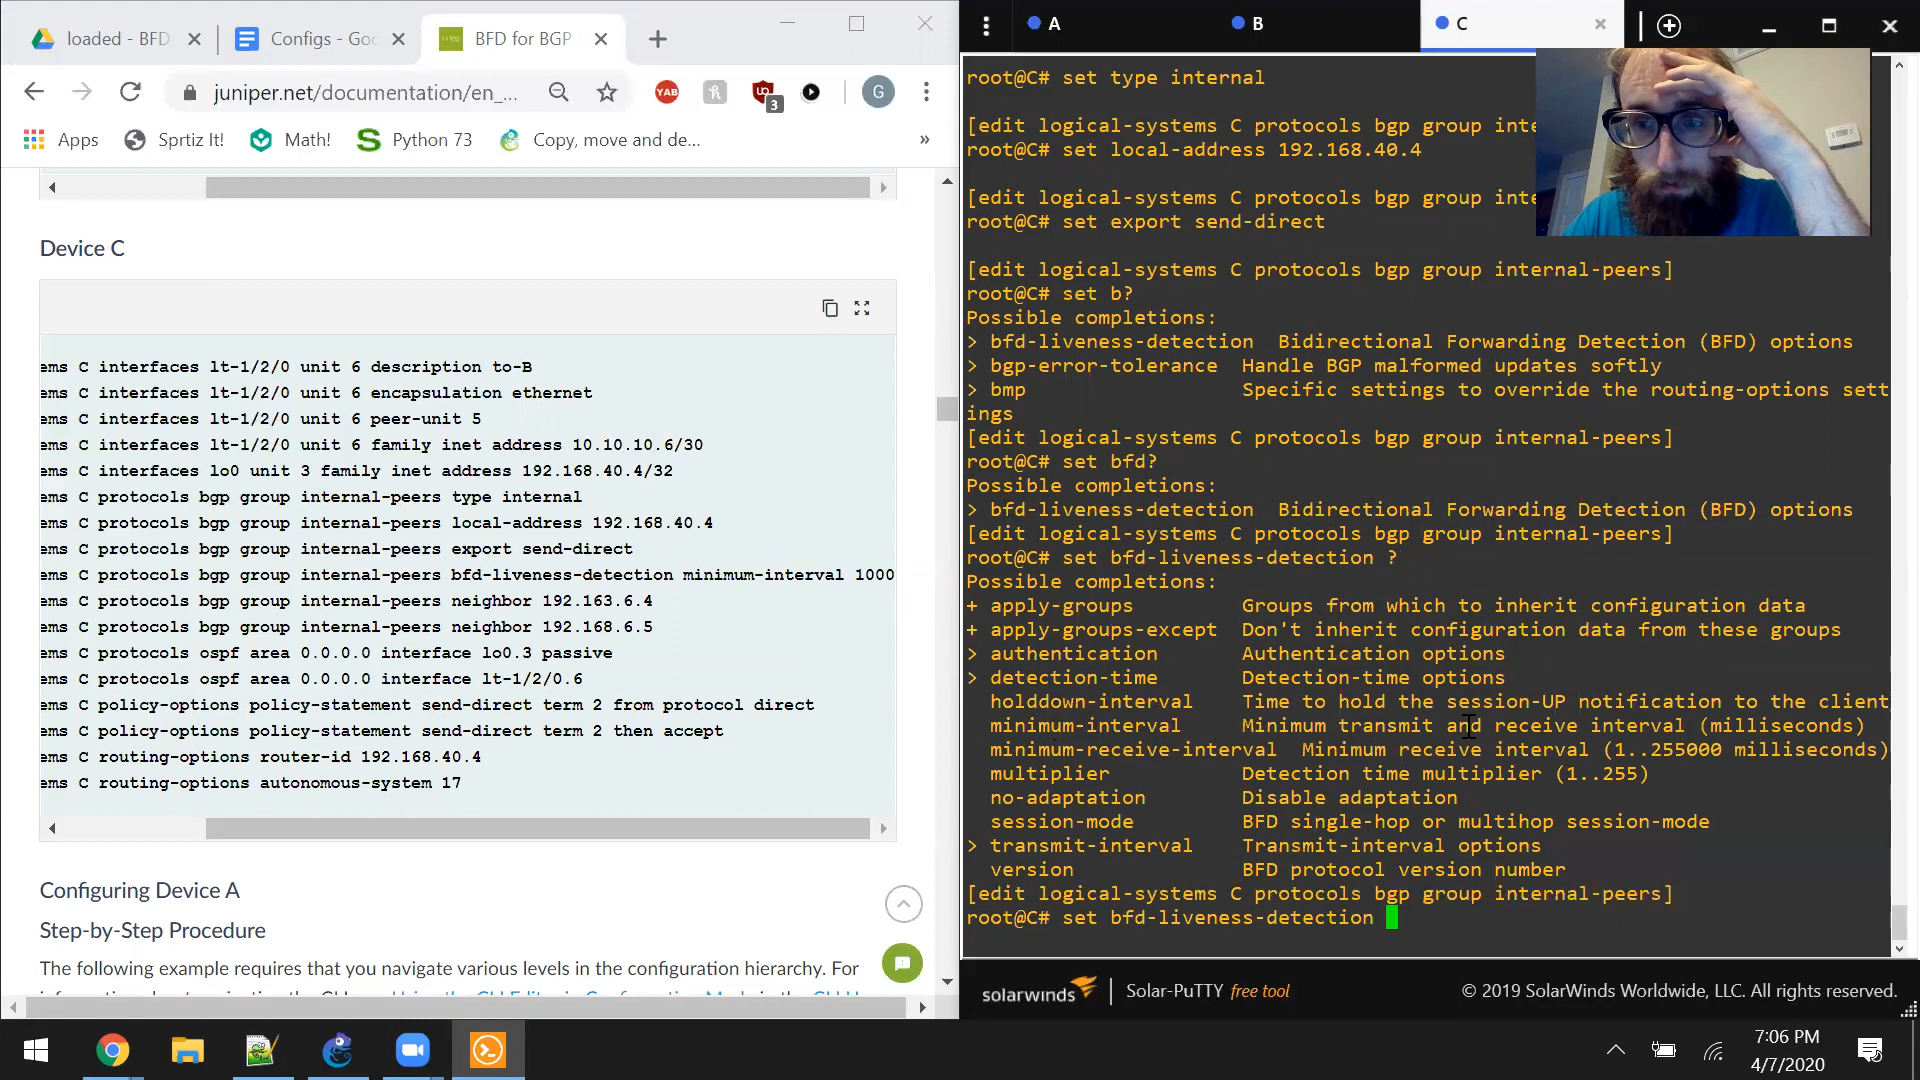 loaded - BFD
Configs - Goo
BFD for BGP
juniper.net/documentation/en_...
YAB
3
G
Apps
Sprtiz It!
Math!
Python 73
Copy, move and de...
»
Device C
ems C interfaces lt-1/2/0 unit 6 description to-B
ems C interfaces lt-1/2/0 unit 6 encapsulation ethernet
ems C interfaces lt-1/2/0 unit 6 peer-unit 5
ems C interfaces lt-1/2/0 unit 6 family inet address 10.10.10.6/30
ems C interfaces lo0 unit 3 family inet address 192.168.40.4/32
ems C protocols bgp group internal-peers type internal
ems C protocols bgp group internal-peers local-address 192.168.40.4
ems C protocols bgp group internal-peers export send-direct
ems C protocols bgp group internal-peers bfd-liveness-detection minimum-interval 1000
ems C protocols bgp group internal-peers neighbor 192.163.6.4
ems C protocols bgp group internal-peers neighbor 192.168.6.5
ems C protocols ospf area 0.0.0.0 interface lo0.3 passive
ems C protocols ospf area 0.0.0.0 interface lt-1/2/0.6
ems C policy-options policy-statement send-direct term 2 from protocol direct
ems C policy-options policy-statement send-direct term 2 then accept
ems C routing-options router-id 192.168.40.4
ems C routing-options autonomous-system 17
Configuring Device A
Step-by-Step Procedure
The following example requires that you navigate various levels in the configuration hierarchy. For
A
B
C
root@C# set type internal
[edit logical-systems C protocols bgp group inte
root@C# set local-address 192.168.40.4
[edit logical-systems C protocols bgp group inte
root@C# set export send-direct
[edit logical-systems C protocols bgp group internal-peers]
root@C# set b?
Possible completions:
> bfd-liveness-detection Bidirectional Forwarding Detection (BFD) options
> bgp-error-tolerance Handle BGP malformed updates softly
> bmp Specific settings to override the routing-options sett
ings
[edit logical-systems C protocols bgp group internal-peers]
root@C# set bfd?
Possible completions:
> bfd-liveness-detection Bidirectional Forwarding Detection (BFD) options
[edit logical-systems C protocols bgp group internal-peers]
root@C# set bfd-liveness-detection ?
Possible completions:
+ apply-groups Groups from which to inherit configuration data
+ apply-groups-except Don't inherit configuration data from these groups
> authentication Authentication options
> detection-time Detection-time options
holddown-interval Time to hold the session-UP notification to the client
minimum-interval Minimum transmit and receive interval (milliseconds)
minimum-receive-interval Minimum receive interval (1..255000 milliseconds)
multiplier Detection time multiplier (1..255)
no-adaptation Disable adaptation
session-mode BFD single-hop or multihop session-mode
> transmit-interval Transmit-interval options
version BFD protocol version number
[edit logical-systems C protocols bgp group internal-peers]
root@C# set bfd-liveness-detection
solarwinds
Solar-PuTTY free tool
© 2019 SolarWinds Worldwide, LLC. All rights reserved.
7:06 PM
4/7/2020